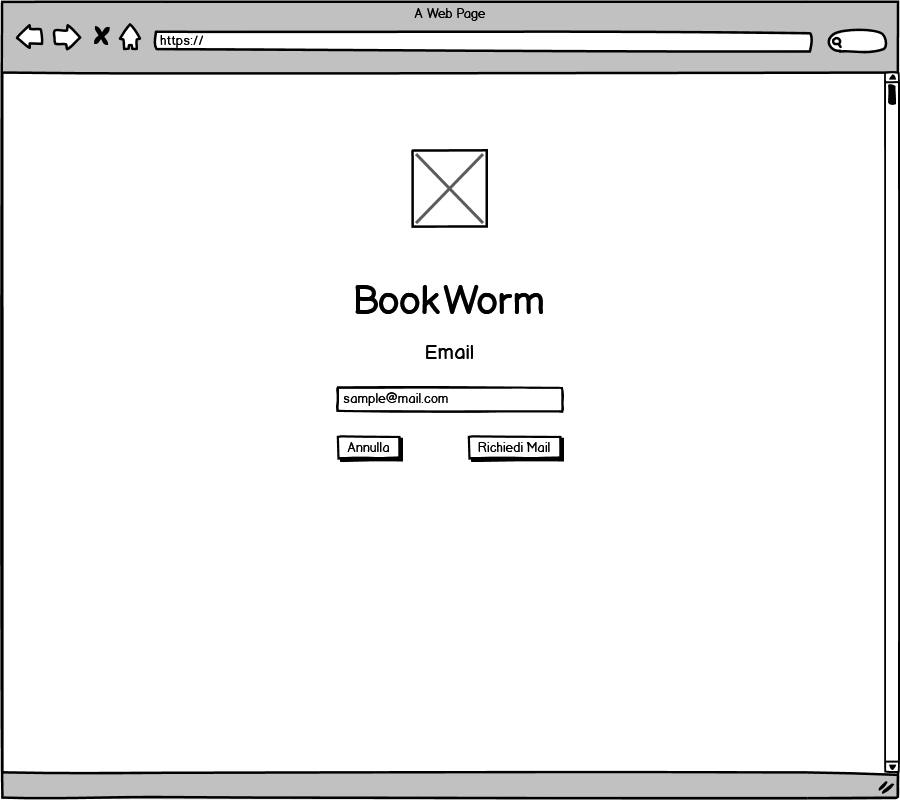 A Web Page
https://
BookWorm
Email
sample@mail.com
Annulla
Richiedi Mail